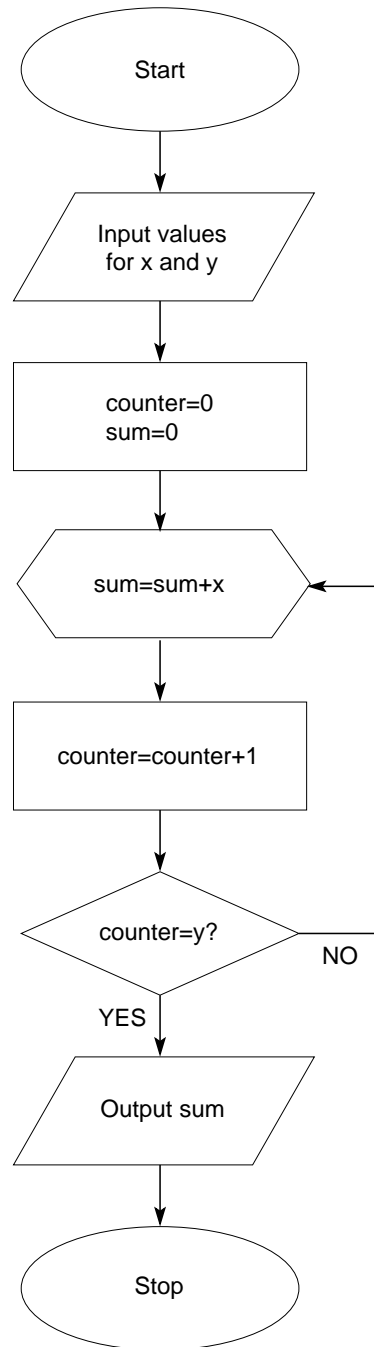 Start
Input values
for x and y
counter=0
sum=0
sum=sum+x
counter=counter+1
counter=y?
NO
YES
Output sum
Stop